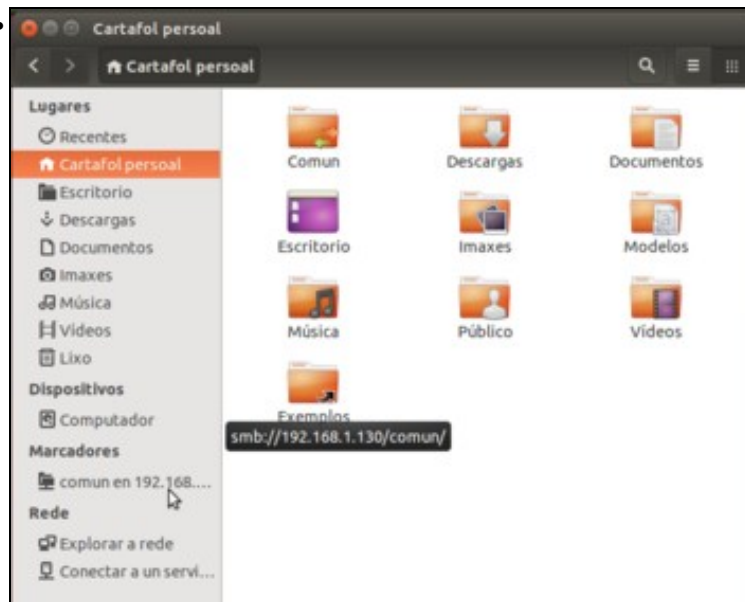 Cartafol persoal
Cartafol persoal
Lugares
Recentes
Cartafol persoal
Escritorio
Descargas
Documentos
Imaxes
Música
Vídeos
Lixo
Dispositivos
Computador
Marcadores
comun en 192.168....
Rede
Explorar a rede
Conectar a un servi...
Comun Descargas Documentos
Escritorio Imaxes Modelos
Música Público Vídeos
Exemplos
smb://192.168.1.130/comun/